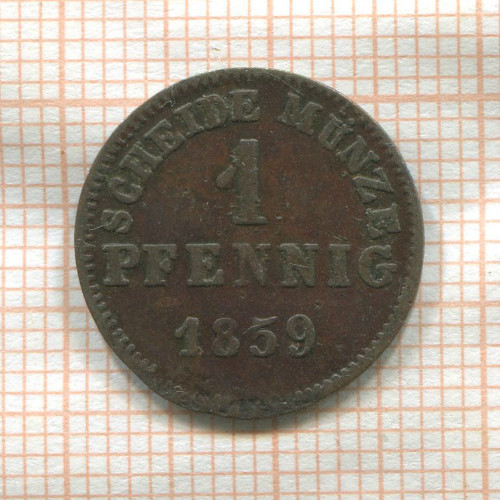 SCHEIDE MÜNZE
1
PFENNIG
1859